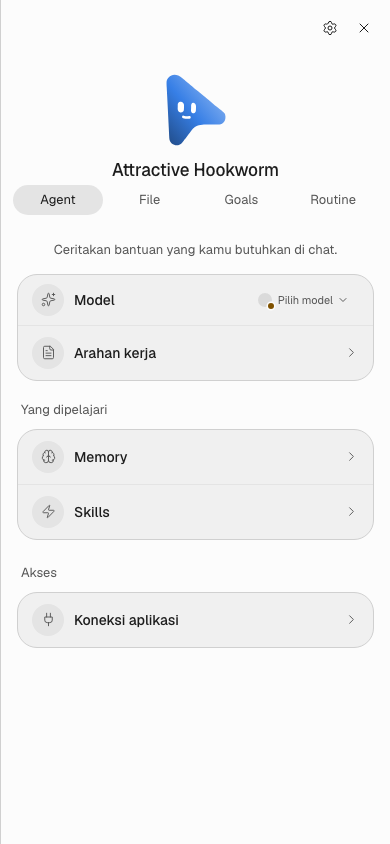 Attractive Hookworm
Agent
File
Goals
Routine
Ceritakan bantuan yang kamu butuhkan di chat.
Model
Pilih model
Arahan kerja
Yang dipelajari
Memory
Skills
Akses
Koneksi aplikasi